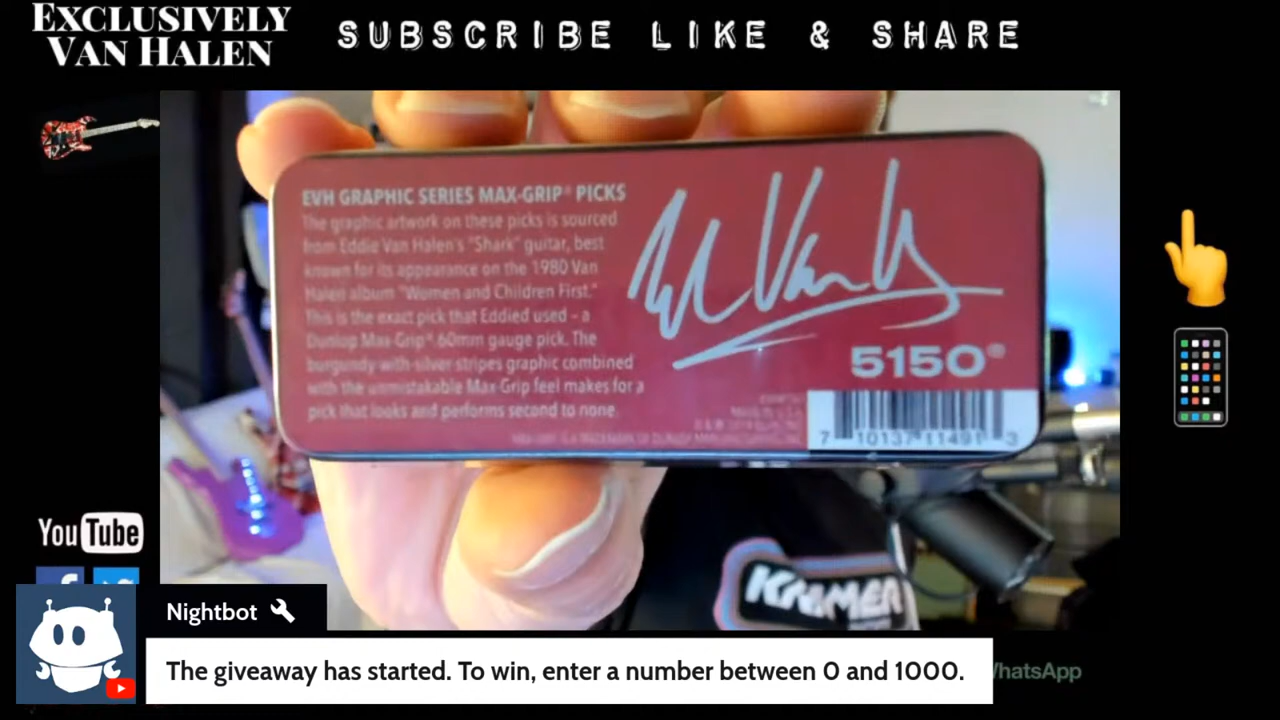 EXCLUSIVELY
VAN HALEN
SUBSCRIBE LIKE & SHARE
EVH GRAPHIC SERIES MAX-GRIP® PICKS
The graphic artwork on these picks is sourced
from Eddie Van Halen's "Shark" guitar, best
known for its appearance on the 1980 Van
Halen album "Women and Children First."
This is the exact pick that Eddied used – a
Dunlop Max-Grip® .60mm gauge pick. The
burgundy with silver stripes graphic combined
with the unmistakable Max-Grip feel makes for a
pick that looks and performs second to none.
5150®
7 10137 11491 3
KRAMER
YouTube
Nightbot
The giveaway has started. To win, enter a number between 0 and 1000.
WhatsApp